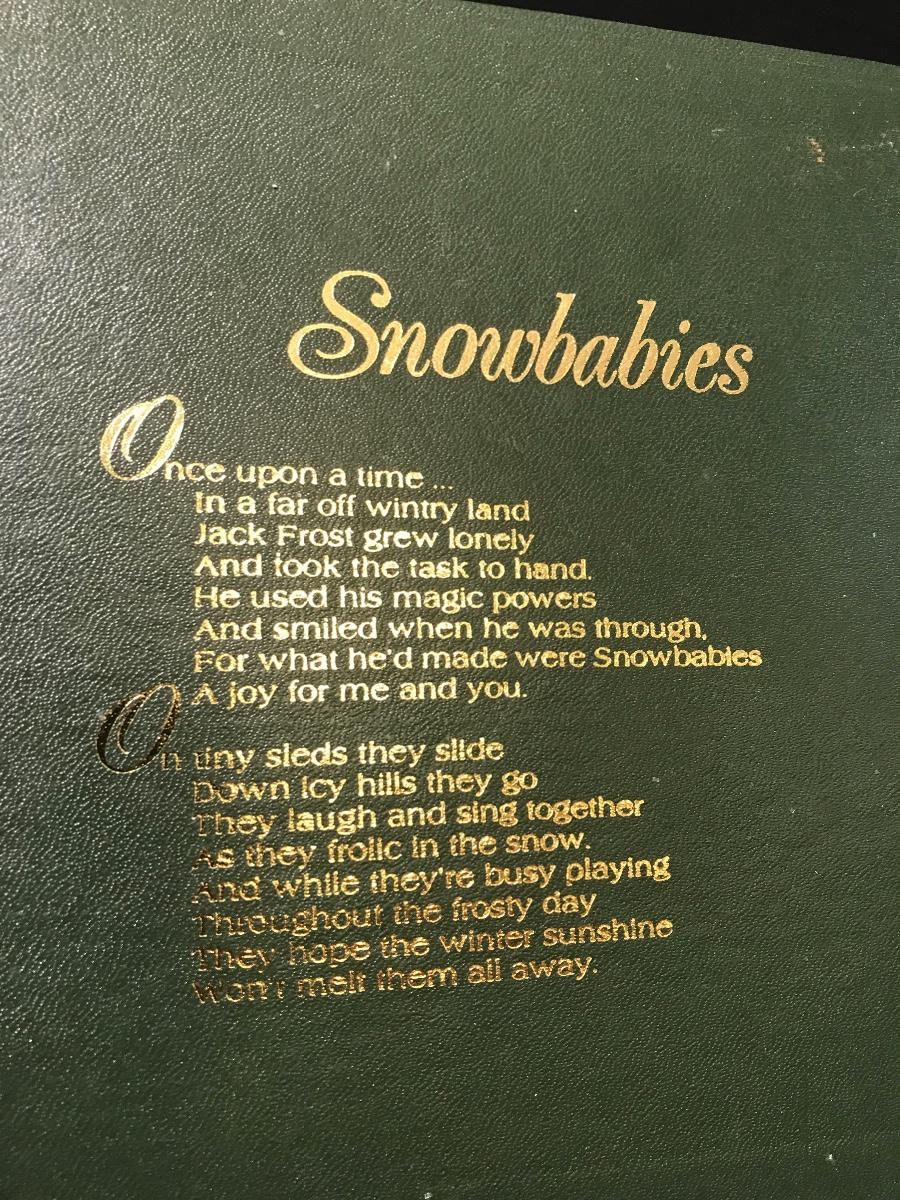 Snowbabies
Once upon a time ...
In a far off wintry land
Jack Frost grew lonely
And took the task to hand.
He used his magic powers
And smiled when he was through,
For what he'd made were Snowbabies
A joy for me and you.
On tiny sleds they slide
Down icy hills they go
They laugh and sing together
As they frolic in the snow.
And while they're busy playing
Throughout the frosty day
They hope the winter sunshine
Won't melt them all away.